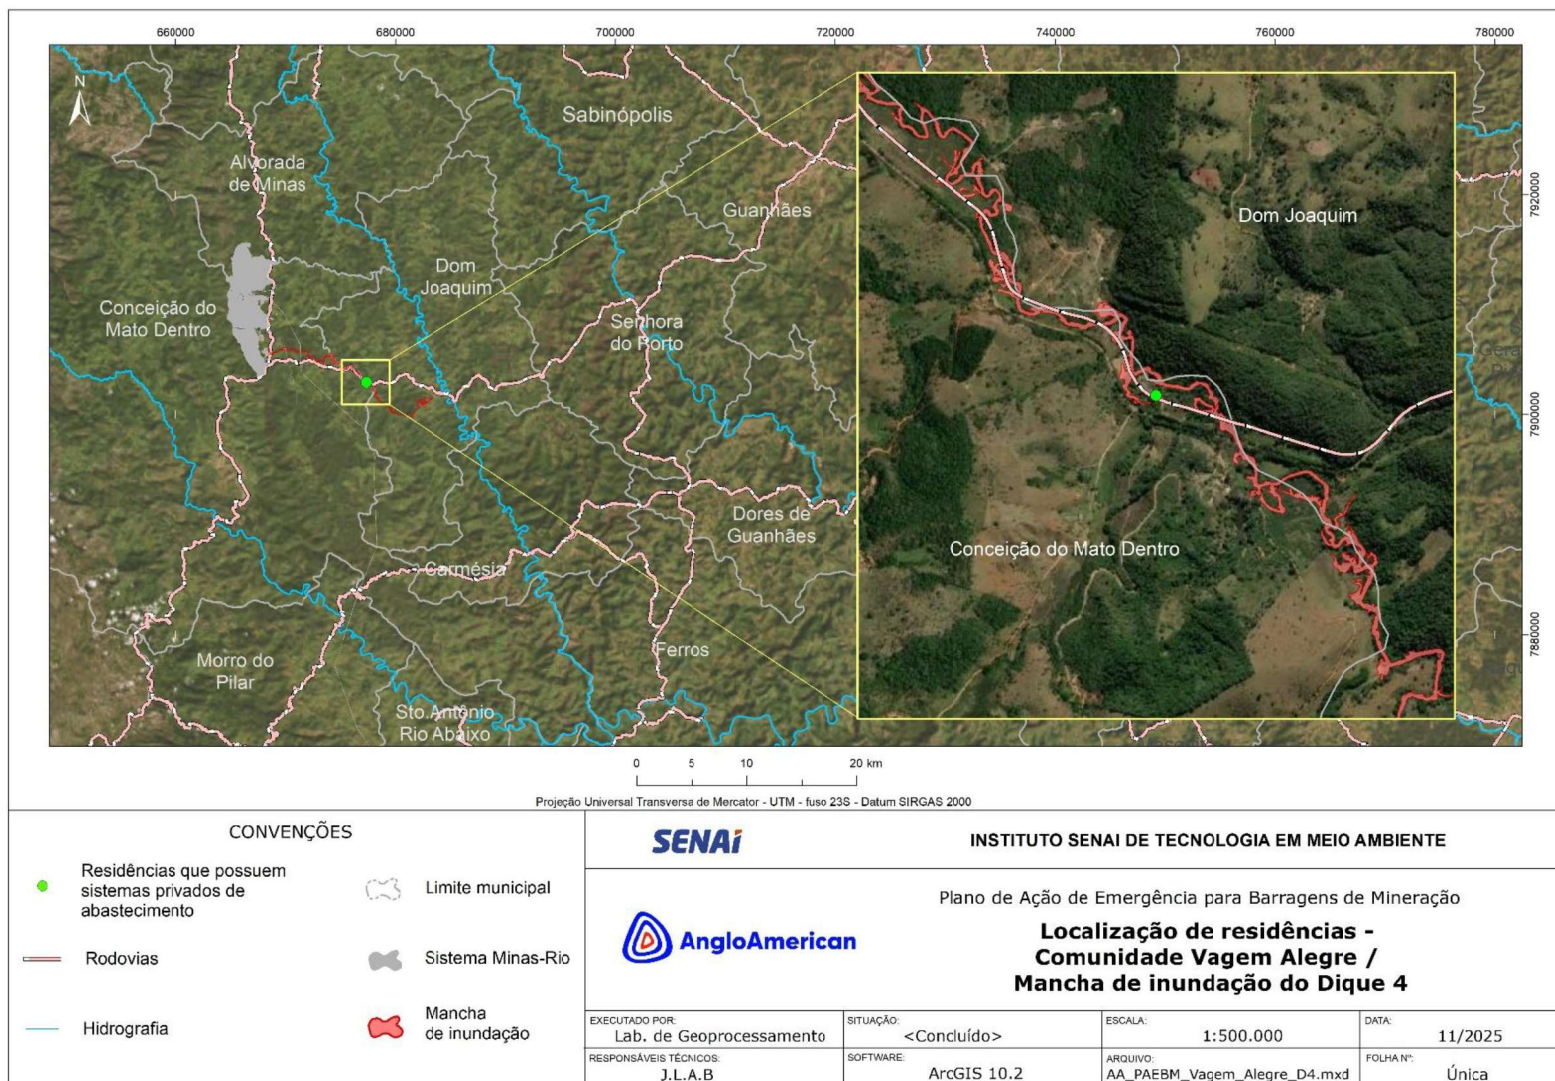 660000
680000
700000
720000
740000
760000
780000
N
Sabinópolis
Alvorada
de Minas
Guanhães
Dom
Joaquim
Conceição do
Mato Dentro
Senhora
do Porto
Dores de
Guanhães
Carmésia
Ferros
Morro do
Pilar
Sto.Antônio
Rio Abaixo
Dom Joaquim
Conceição do Mato Dentro
7920000
7900000
7880000
0 5 10 20 km
Projeção Universal Transversa de Mercator - UTM - fuso 23S - Datum SIRGAS 2000
CONVENÇÕES
Residências que possuem
sistemas privados de
abastecimento
Rodovias
Hidrografia
Limite municipal
Sistema Minas-Rio
Mancha
de inundação
SENAI
INSTITUTO SENAI DE TECNOLOGIA EM MEIO AMBIENTE
AngloAmerican
Plano de Ação de Emergência para Barragens de Mineração
Localização de residências -
Comunidade Vagem Alegre /
Mancha de inundação do Dique 4
EXECUTADO POR:
Lab. de Geoprocessamento
SITUAÇÃO:
<Concluído>
ESCALA:
1:500.000
DATA:
11/2025
RESPONSÁVEIS TÉCNICOS:
J.L.A.B
SOFTWARE:
ArcGIS 10.2
ARQUIVO:
AA_PAEBM_Vagem_Alegre_D4.mxd
FOLHA Nº:
Única